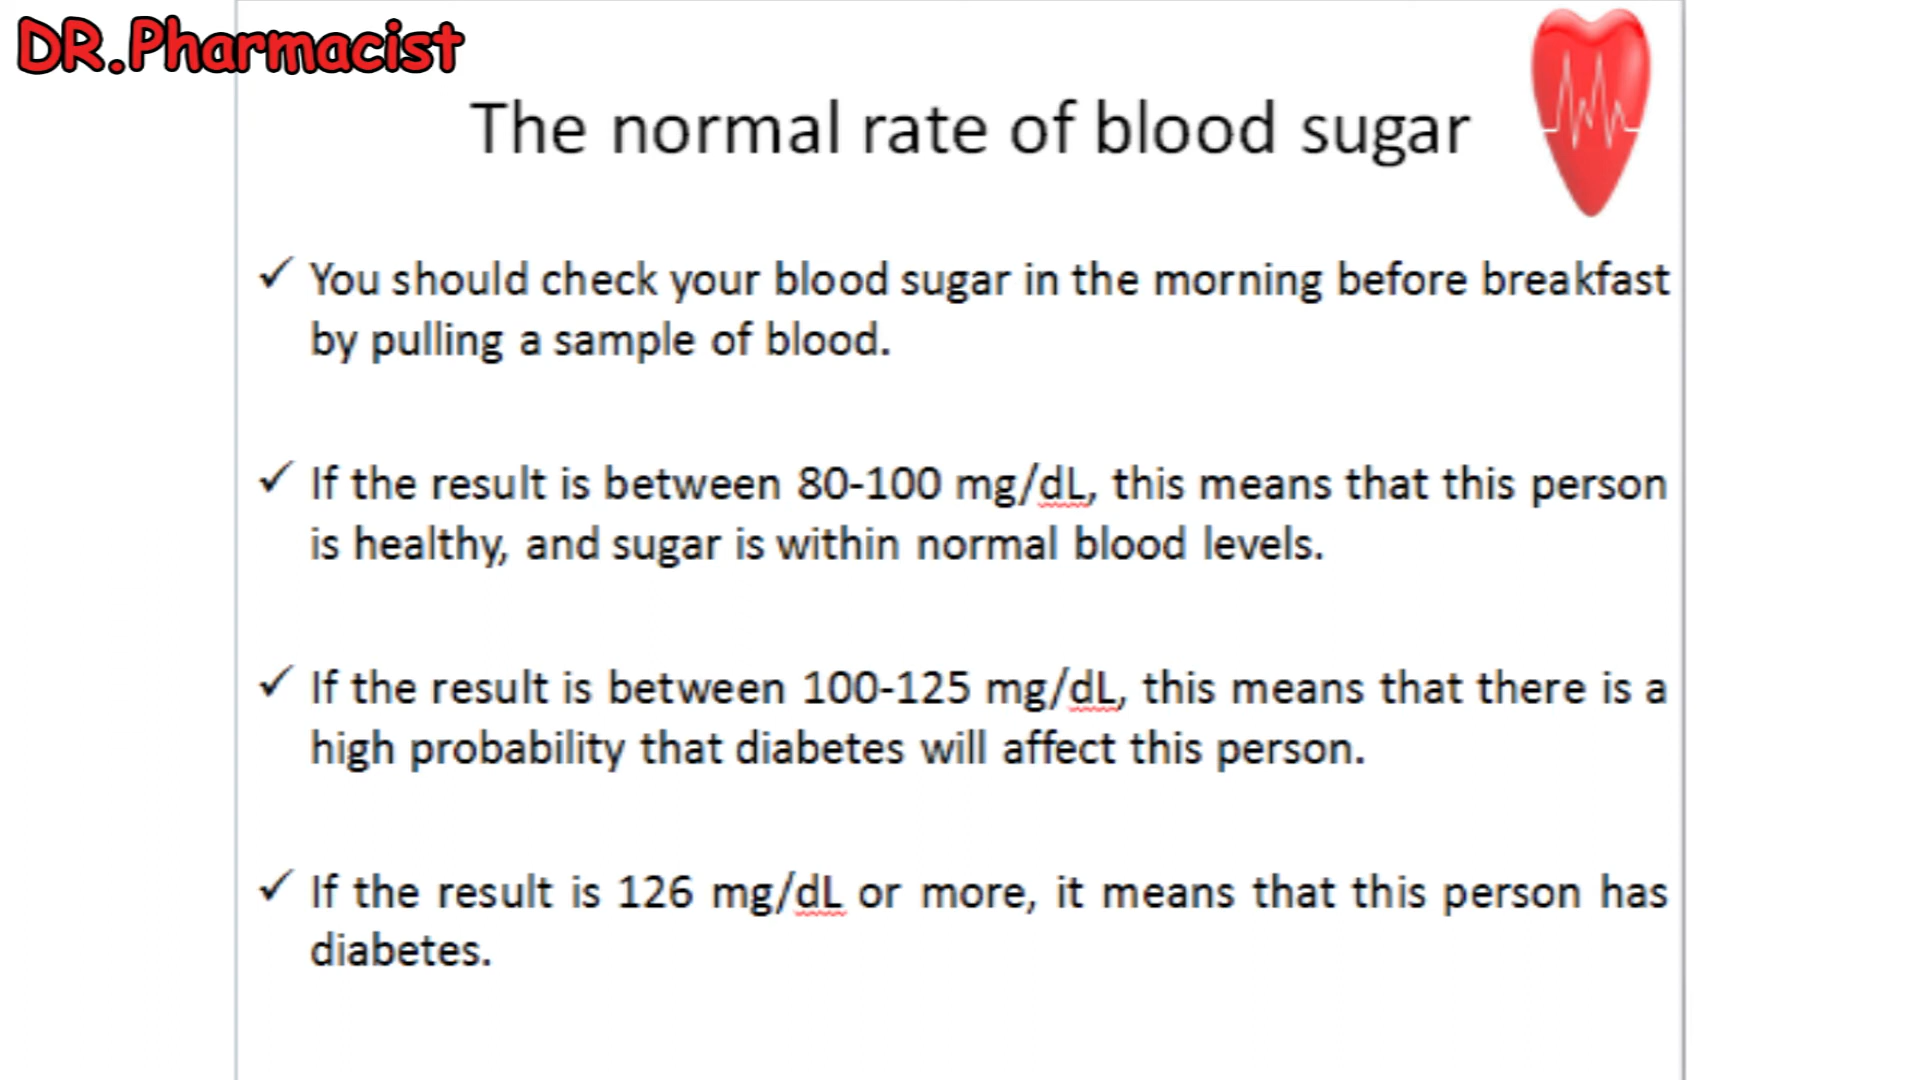 DR.Pharmacist
The normal rate of blood sugar
✓ You should check your blood sugar in the morning before breakfast
by pulling a sample of blood.
✓ If the result is between 80-100 mg/dL, this means that this person
is healthy, and sugar is within normal blood levels.
✓ If the result is between 100-125 mg/dL, this means that there is a
high probability that diabetes will affect this person.
✓ If the result is 126 mg/dL or more, it means that this person has
diabetes.